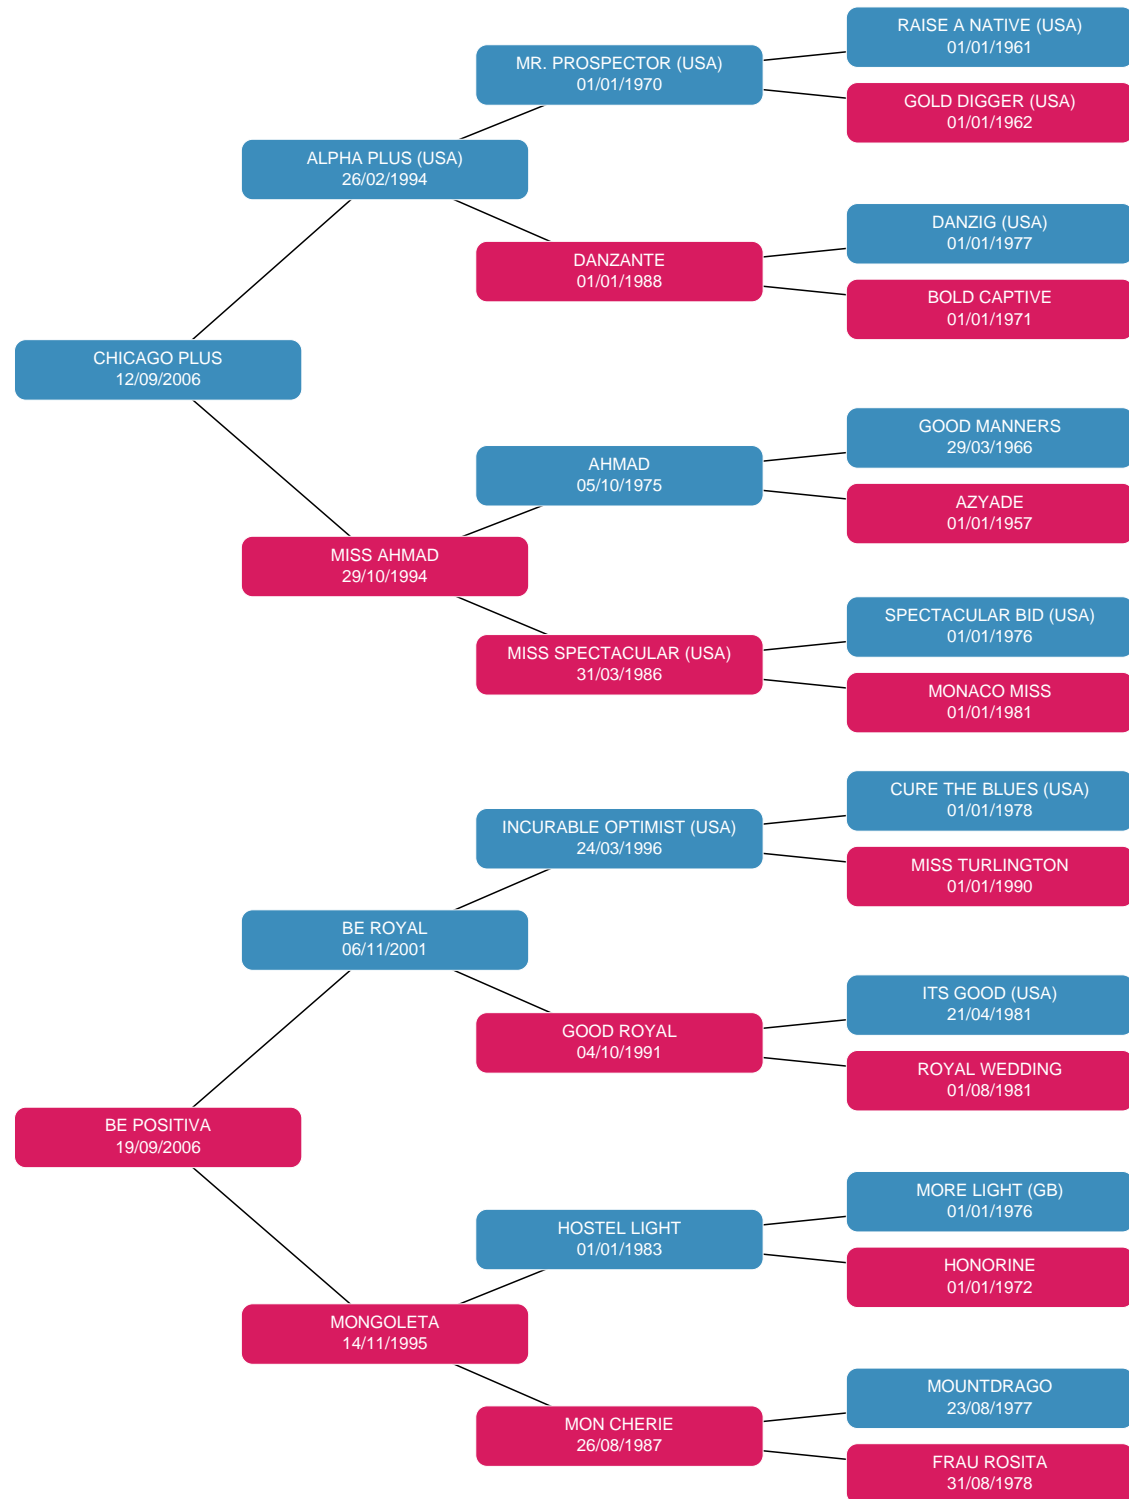 RAISE A NATIVE (USA)
01/01/1961
MR. PROSPECTOR (USA)
01/01/1970
GOLD DIGGER (USA)
01/01/1962
ALPHA PLUS (USA)
26/02/1994
DANZIG (USA)
01/01/1977
DANZANTE
01/01/1988
BOLD CAPTIVE
01/01/1971
CHICAGO PLUS
12/09/2006
GOOD MANNERS
29/03/1966
AHMAD
05/10/1975
AZYADE
01/01/1957
MISS AHMAD
29/10/1994
SPECTACULAR BID (USA)
01/01/1976
MISS SPECTACULAR (USA)
31/03/1986
MONACO MISS
01/01/1981
CURE THE BLUES (USA)
01/01/1978
INCURABLE OPTIMIST (USA)
24/03/1996
MISS TURLINGTON
01/01/1990
BE ROYAL
06/11/2001
ITS GOOD (USA)
21/04/1981
GOOD ROYAL
04/10/1991
ROYAL WEDDING
01/08/1981
BE POSITIVA
19/09/2006
MORE LIGHT (GB)
01/01/1976
HOSTEL LIGHT
01/01/1983
HONORINE
01/01/1972
MONGOLETA
14/11/1995
MOUNTDRAGO
23/08/1977
MON CHERIE
26/08/1987
FRAU ROSITA
31/08/1978